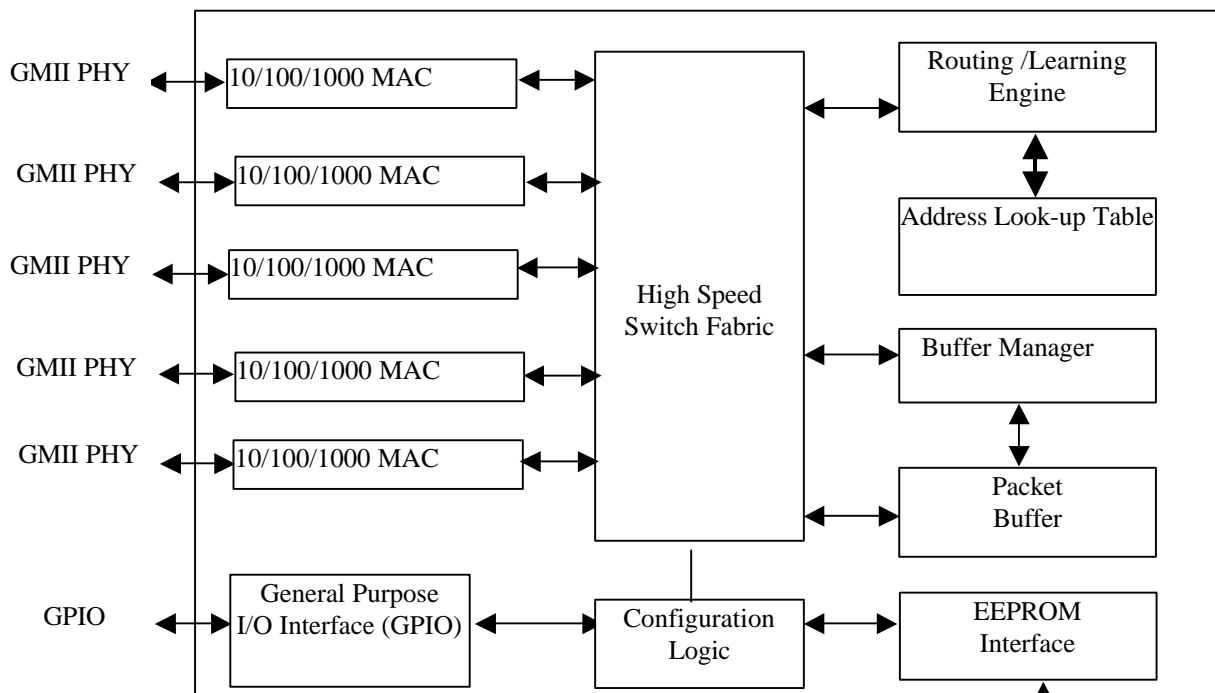 GMII PHY
10/100/1000 MAC
GMII PHY
10/100/1000 MAC
GMII PHY
10/100/1000 MAC
GMII PHY
10/100/1000 MAC
GMII PHY
10/100/1000 MAC
High Speed
Switch Fabric
Routing /Learning
Engine
Address Look-up Table
Buffer Manager
Packet
Buffer
GPIO
General Purpose
I/O Interface (GPIO)
Configuration
Logic
EEPROM
Interface